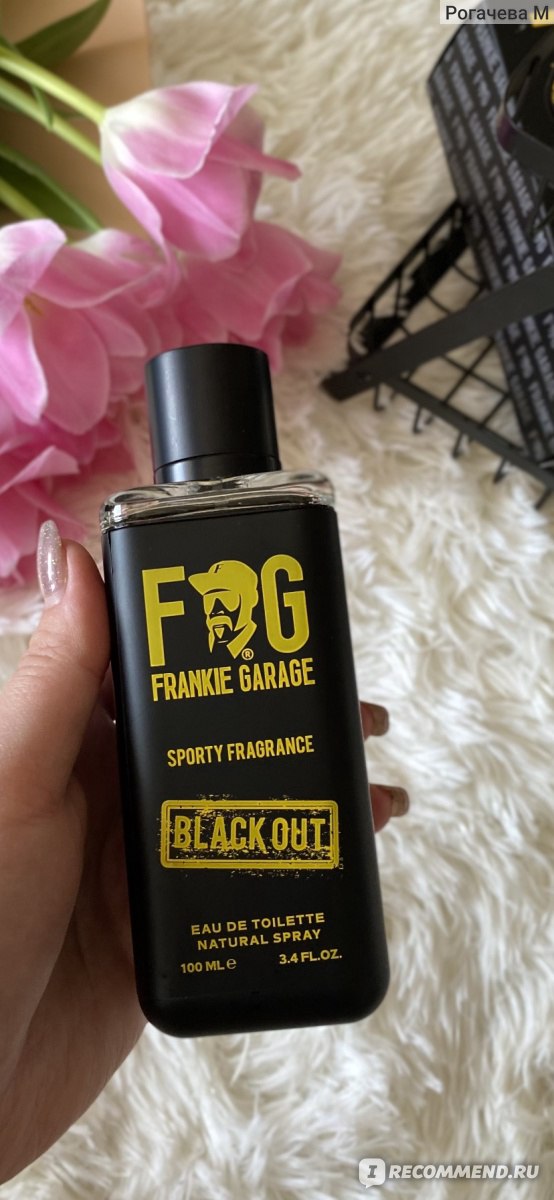 Рогачева М
F G
®
FRANKIE GARAGE
SPORTY FRAGRANCE
BLACK OUT
EAU DE TOILETTE
NATURAL SPRAY
100 ML e 3.4 FL.OZ.
I RECOMMEND.RU